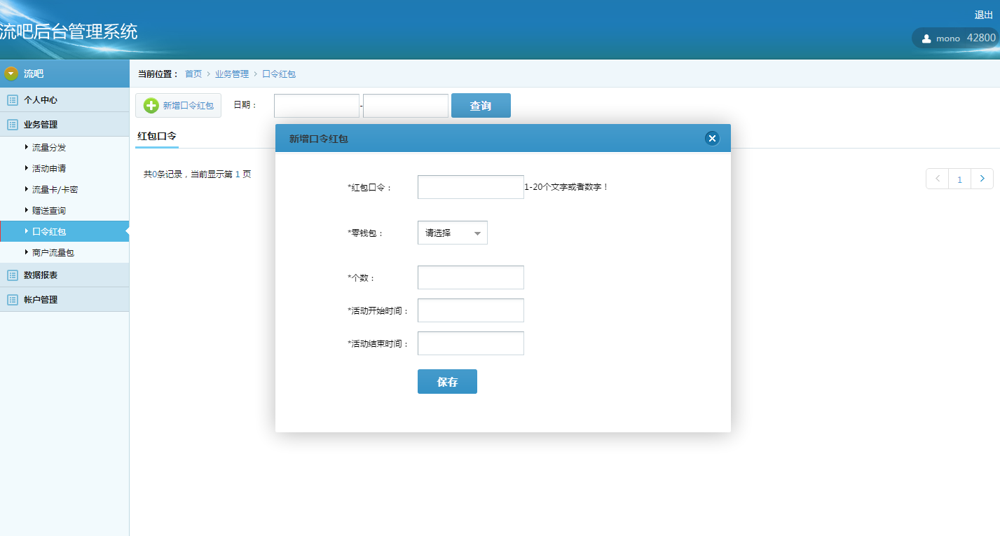 退出
流吧后台管理系统
mono 42800
流吧
当前位置： 首页 > 业务管理 > 口令红包
个人中心
业务管理
流量分发
活动申请
流量卡/卡密
赠送查询
口令红包
商户流量包
数据报表
帐户管理
新增口令红包 日期： - 查询
红包口令
共0条记录，当前显示第 1 页
< 1 >
新增口令红包
*红包口令： 1-20个文字或者数字！
*零钱包： 请选择
*个数：
*活动开始时间：
*活动结束时间：
保存